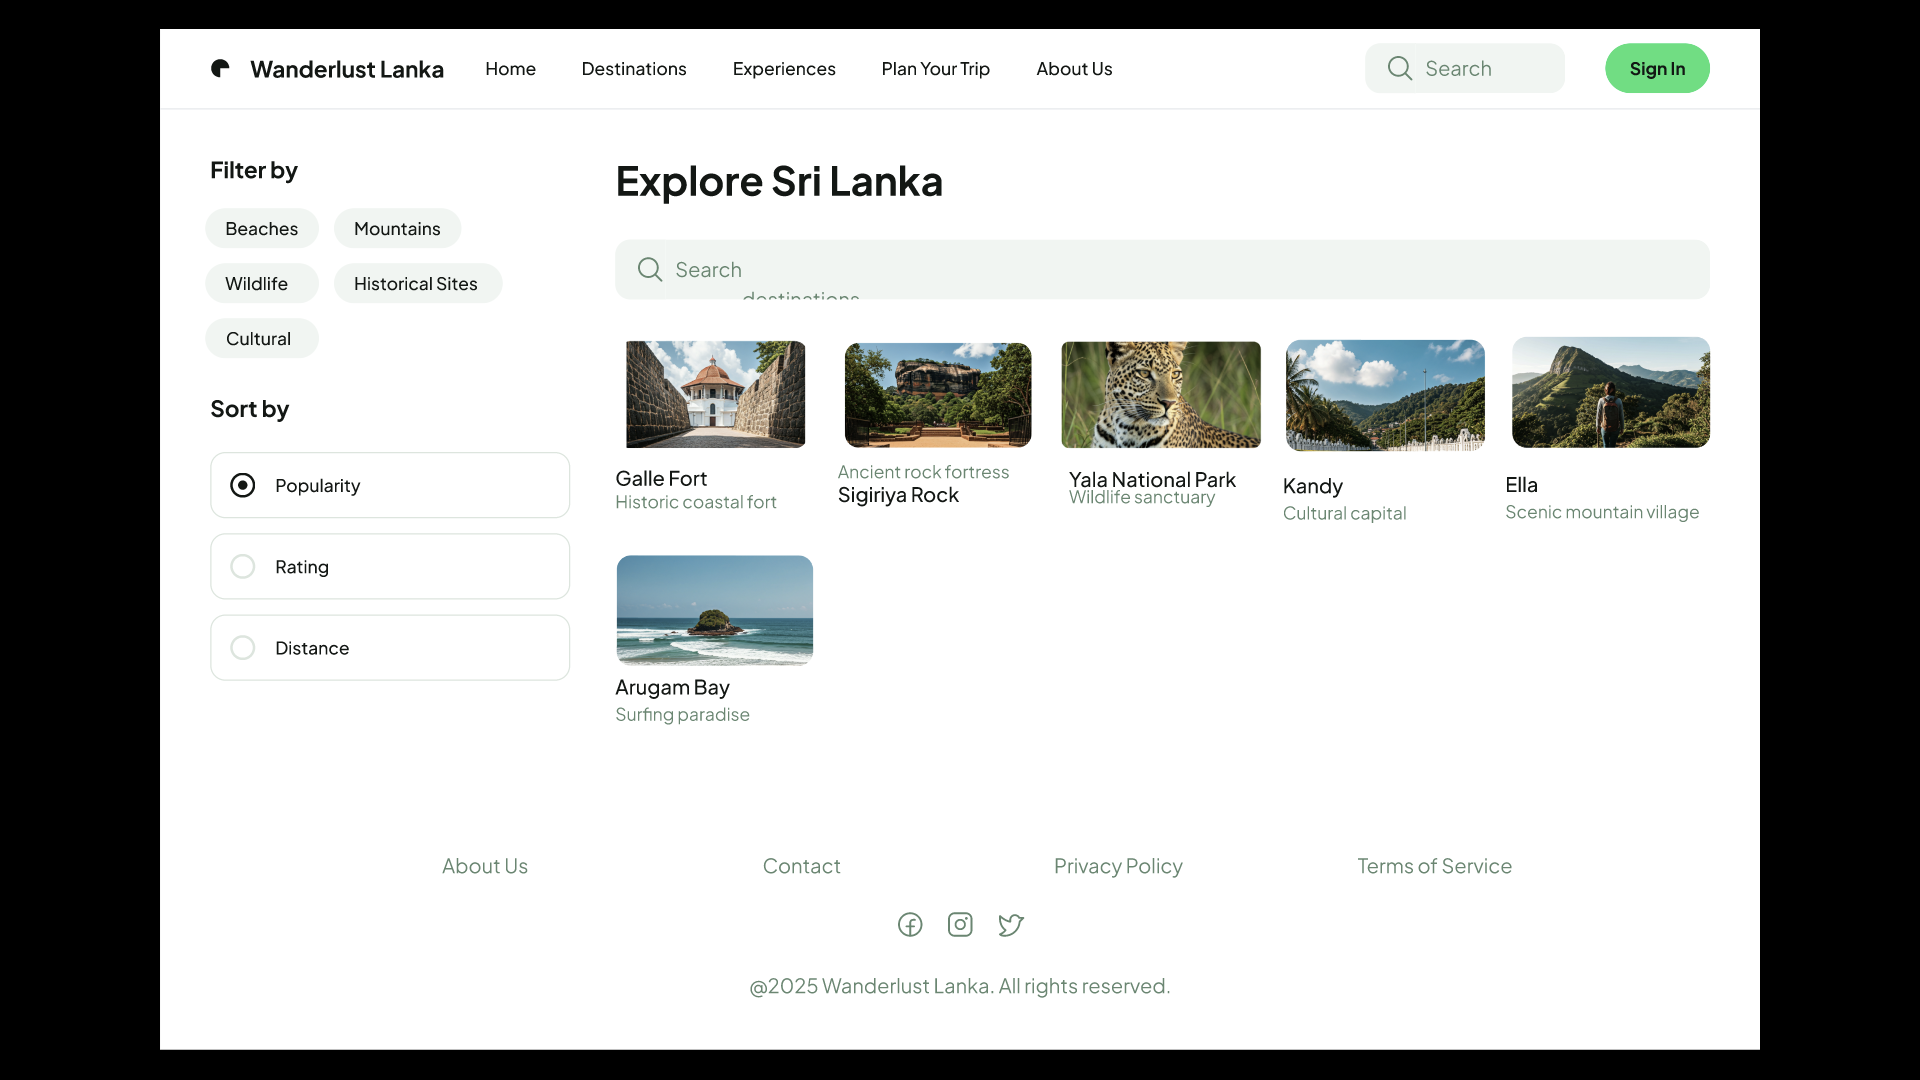 Wanderlust Lanka
Home
Destinations
Experiences
Plan Your Trip
About Us
Search
Sign In
Filter by
Beaches
Mountains
Wildlife
Historical Sites
Cultural
Sort by
Popularity
Rating
Distance
Explore Sri Lanka
Search
destinations
Galle Fort
Historic coastal fort
Ancient rock fortress
Sigiriya Rock
Yala National Park
Wildlife sanctuary
Kandy
Cultural capital
Ella
Scenic mountain village
Arugam Bay
Surfing paradise
About Us
Contact
Privacy Policy
Terms of Service
@2025 Wanderlust Lanka. All rights reserved.